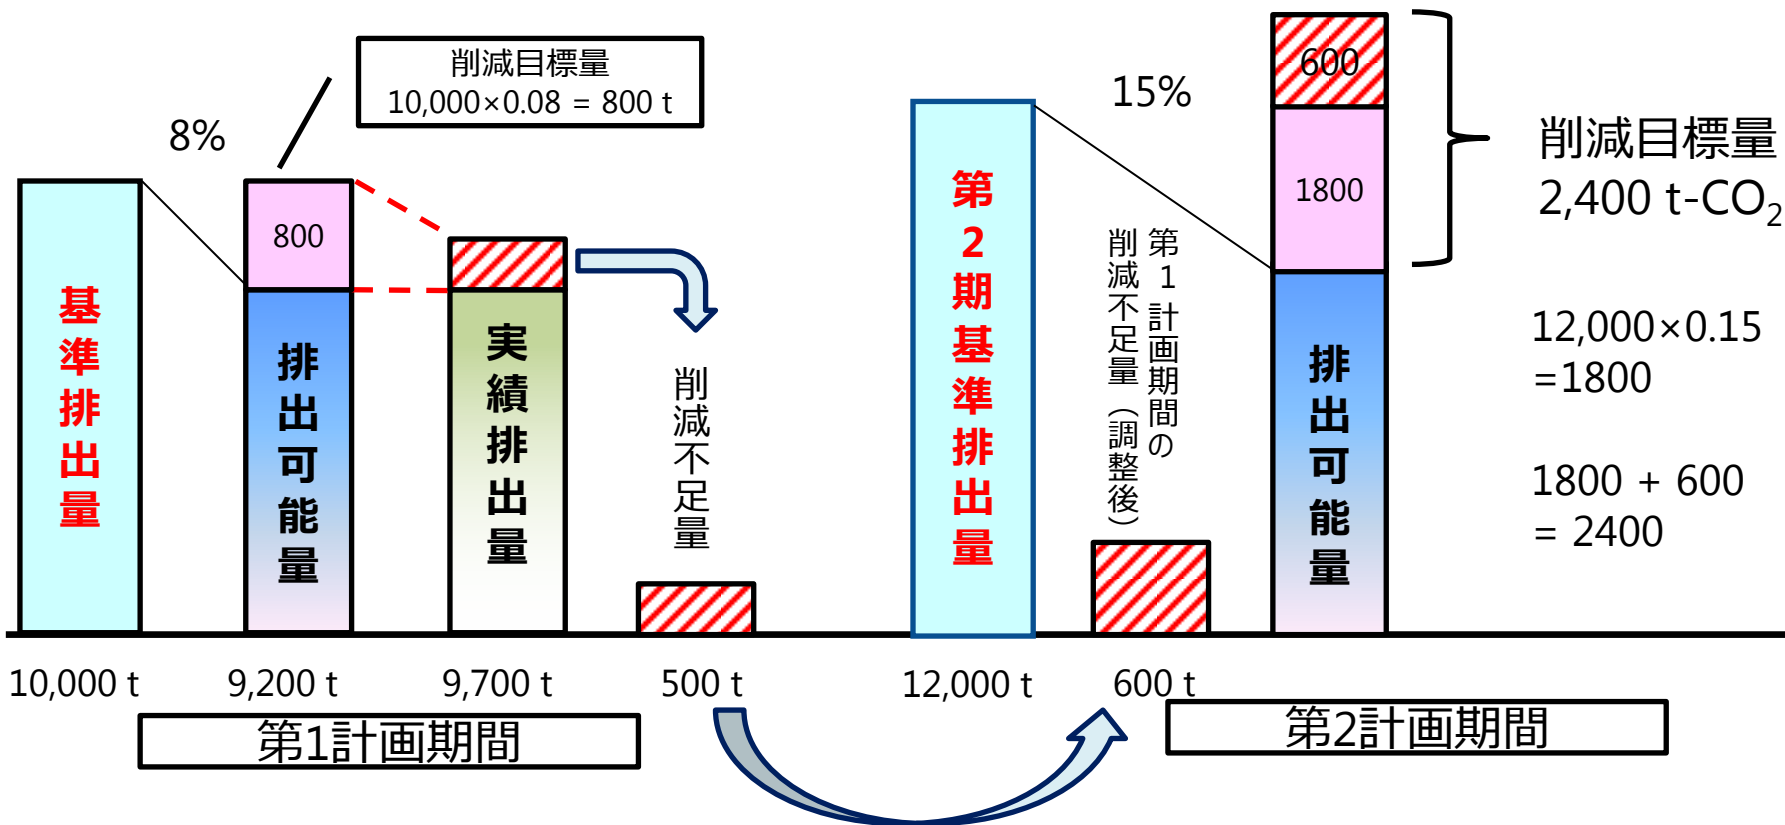 削減目標量
10,000×0.08 = 800 t
8%
800
基準排出量
排出可能量
実績排出量
削減不足量
10,000 t
9,200 t
9,700 t
500 t
第1計画期間
15%
第2期基準排出量
第1計画期間の
削減不足量（調整後）
600
1800
排出可能量
削減目標量
2,400 t-CO₂
12,000×0.15
=1800
1800 + 600
= 2400
12,000 t
600 t
第2計画期間